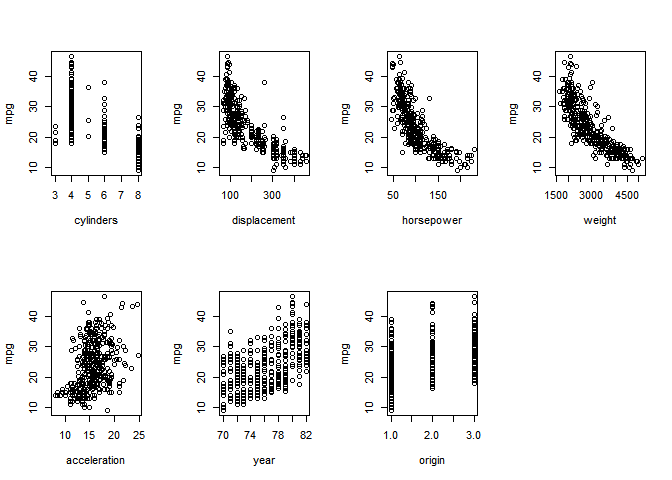 mpg
10 20 30 40
3 4 5 6 7 8
cylinders
mpg
10 20 30 40
100 300
displacement
mpg
10 20 30 40
50 150
horsepower
mpg
10 20 30 40
1500 3000 4500
weight
mpg
10 20 30 40
10 15 20 25
acceleration
mpg
10 20 30 40
70 74 78 82
year
mpg
10 20 30 40
1.0 2.0 3.0
origin